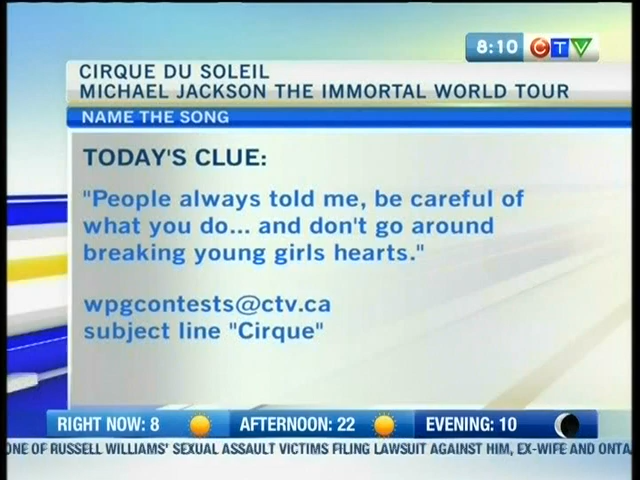 8:10 CTV
CIRQUE DU SOLEIL
MICHAEL JACKSON THE IMMORTAL WORLD TOUR
NAME THE SONG
TODAY'S CLUE:
"People always told me, be careful of
what you do... and don't go around
breaking young girls hearts."
wpgcontests@ctv.ca
subject line "Cirque"
RIGHT NOW: 8 AFTERNOON: 22 EVENING: 10
ONE OF RUSSELL WILLIAMS' SEXUAL ASSAULT VICTIMS FILING LAWSUIT AGAINST HIM, EX-WIFE AND ONTA